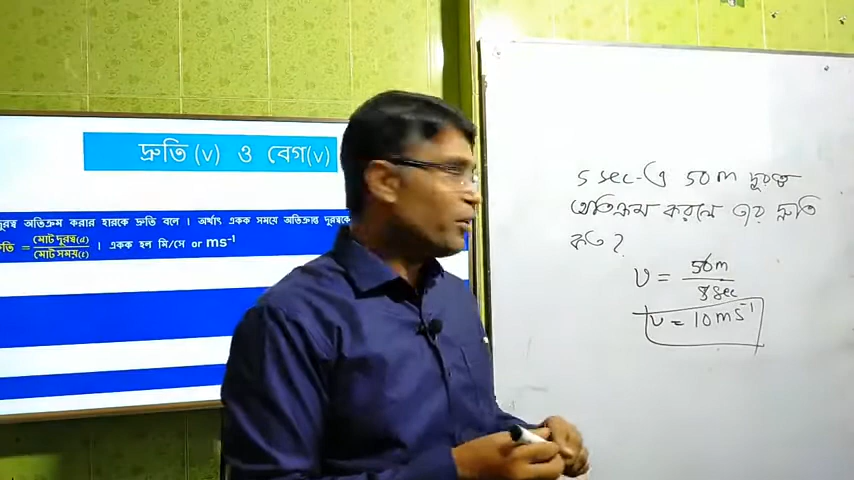 দ্রুতি (v) ও বেগ(v)
দূরত্ব অতিক্রম করার হারকে দ্রুতি বলে । অর্থাৎ একক সময়ে অতিক্রান্ত দূরত্বকে
মোট দূরত্ব(d)
তি = । একক হল মি/সে or ms⁻¹
মোট সময়(t)
5 sec-এ 50m দূরত্ব
অতিক্রম করলে তার দ্রুতি
কত?
v = 50m / 5sec
v = 10ms⁻¹